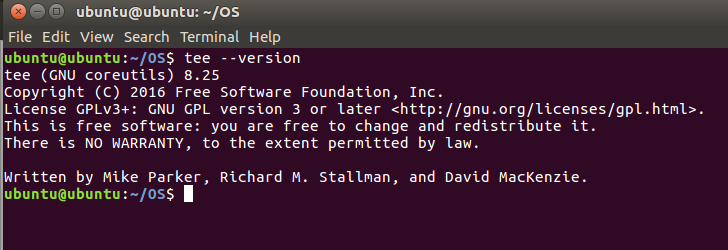 ubuntu@ubuntu: ~/OS
File Edit View Search Terminal Help
ubuntu@ubuntu:~/OS$ tee --version
tee (GNU coreutils) 8.25
Copyright (C) 2016 Free Software Foundation, Inc.
License GPLv3+: GNU GPL version 3 or later <http://gnu.org/licenses/gpl.html>.
This is free software: you are free to change and redistribute it.
There is NO WARRANTY, to the extent permitted by law.

Written by Mike Parker, Richard M. Stallman, and David MacKenzie.
ubuntu@ubuntu:~/OS$